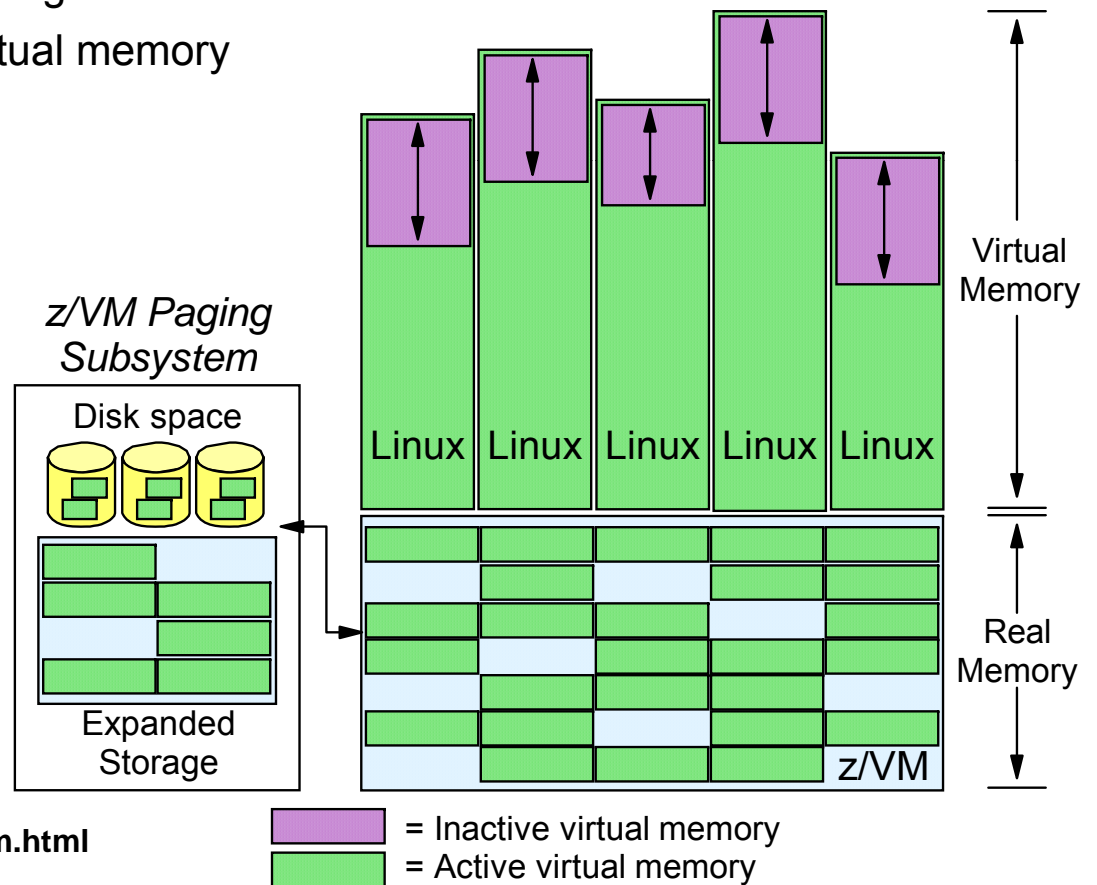 tual memory
z/VM Paging
Subsystem
Disk space
Expanded
Storage
Linux Linux Linux Linux Linux
Virtual
Memory
Real
Memory
z/VM
n.html
= Inactive virtual memory
= Active virtual memory